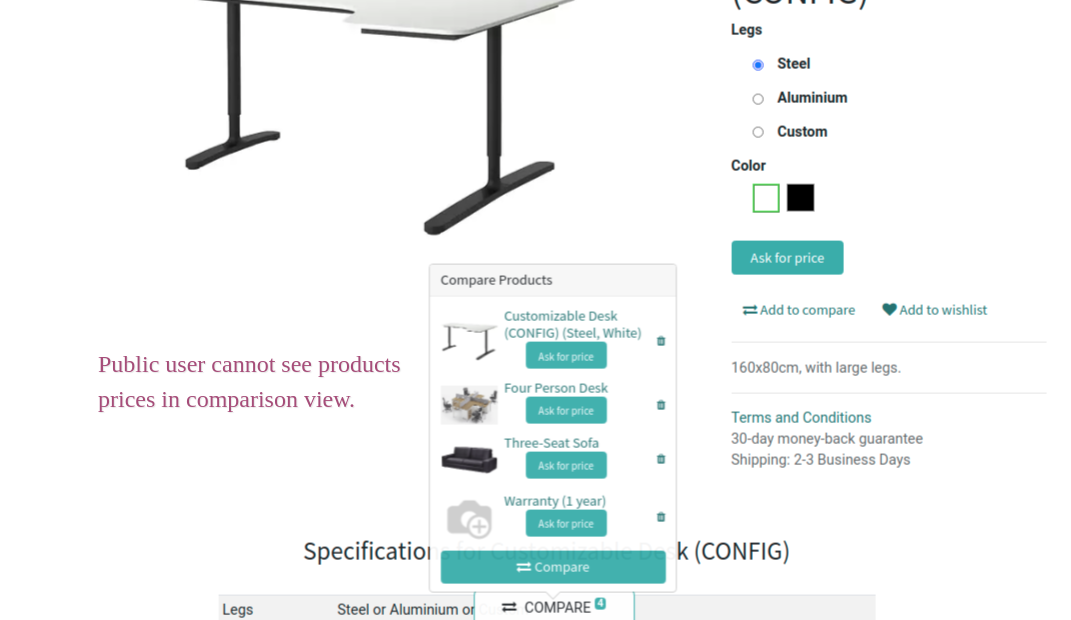 (CONFIG)
Legs
Steel
Aluminium
Custom
Color
Ask for price
Add to compare
Add to wishlist
160x80cm, with large legs.
Terms and Conditions
30-day money-back guarantee
Shipping: 2-3 Business Days
Public user cannot see products
prices in comparison view.
Compare Products
Customizable Desk
(CONFIG) (Steel, White)
Ask for price
Four Person Desk
Ask for price
Three-Seat Sofa
Ask for price
Warranty (1 year)
Ask for price
Compare
COMPARE 4
Specifications for Customizable Desk (CONFIG)
Legs Steel or Aluminium or